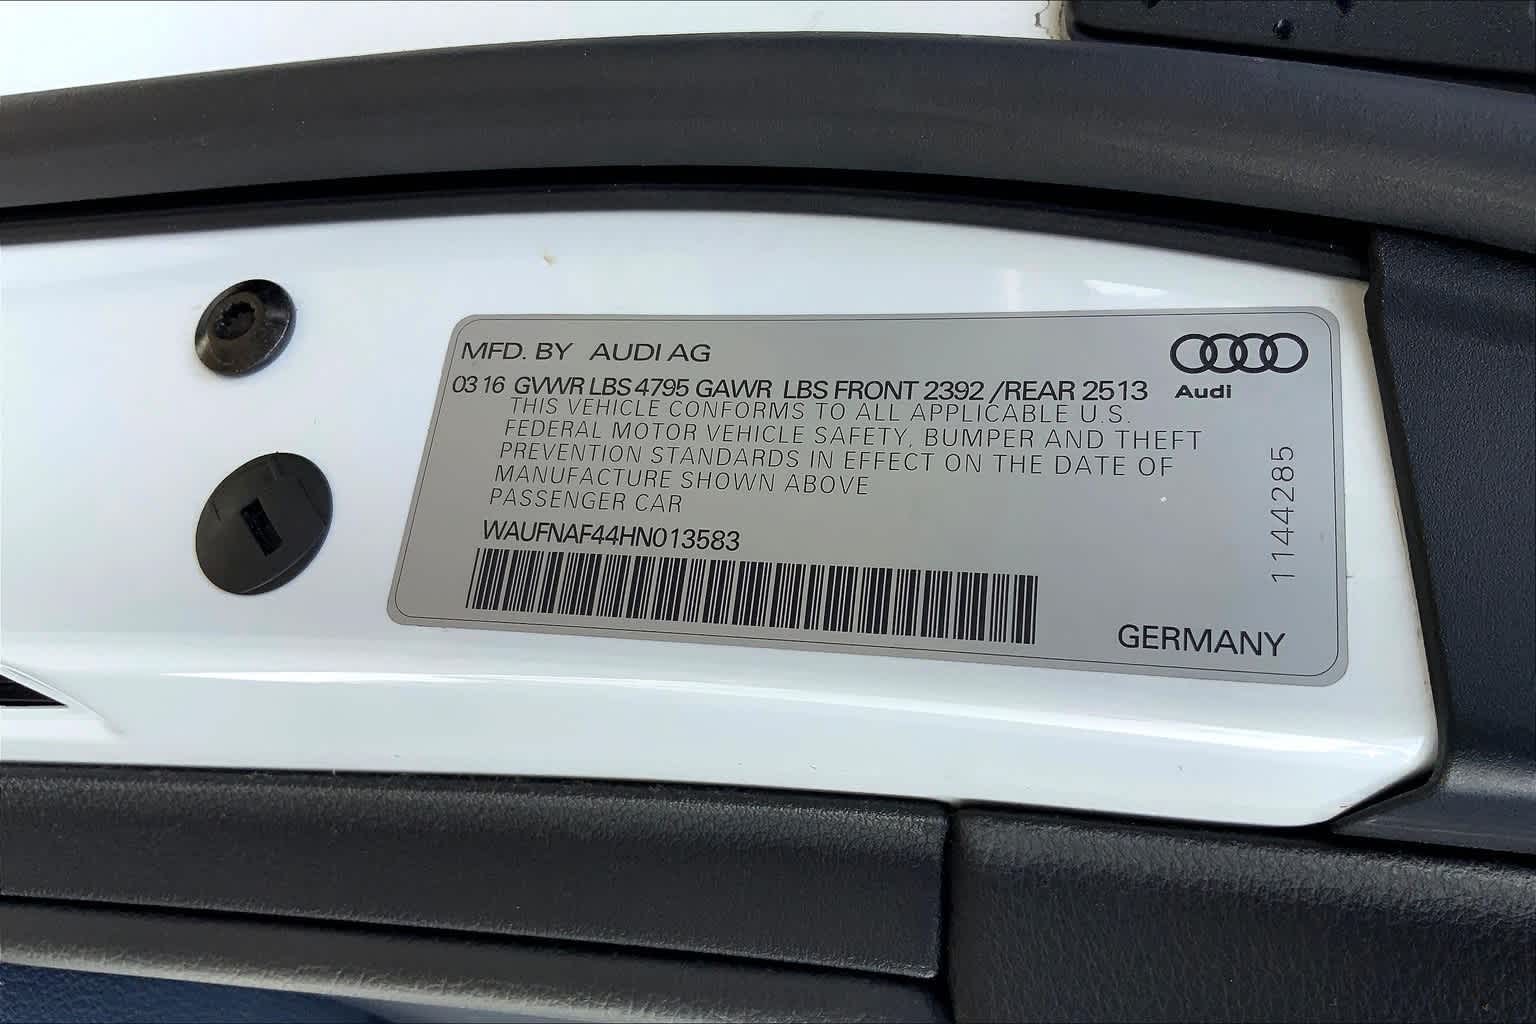 MFD. BY AUDI AG
03 16 GVWR LBS 4795 GAWR LBS FRONT 2392 /REAR 2513
Audi
THIS VEHICLE CONFORMS TO ALL APPLICABLE U.S.
FEDERAL MOTOR VEHICLE SAFETY, BUMPER AND THEFT
PREVENTION STANDARDS IN EFFECT ON THE DATE OF
MANUFACTURE SHOWN ABOVE
PASSENGER CAR
WAUFNAF44HN013583
1144285
GERMANY